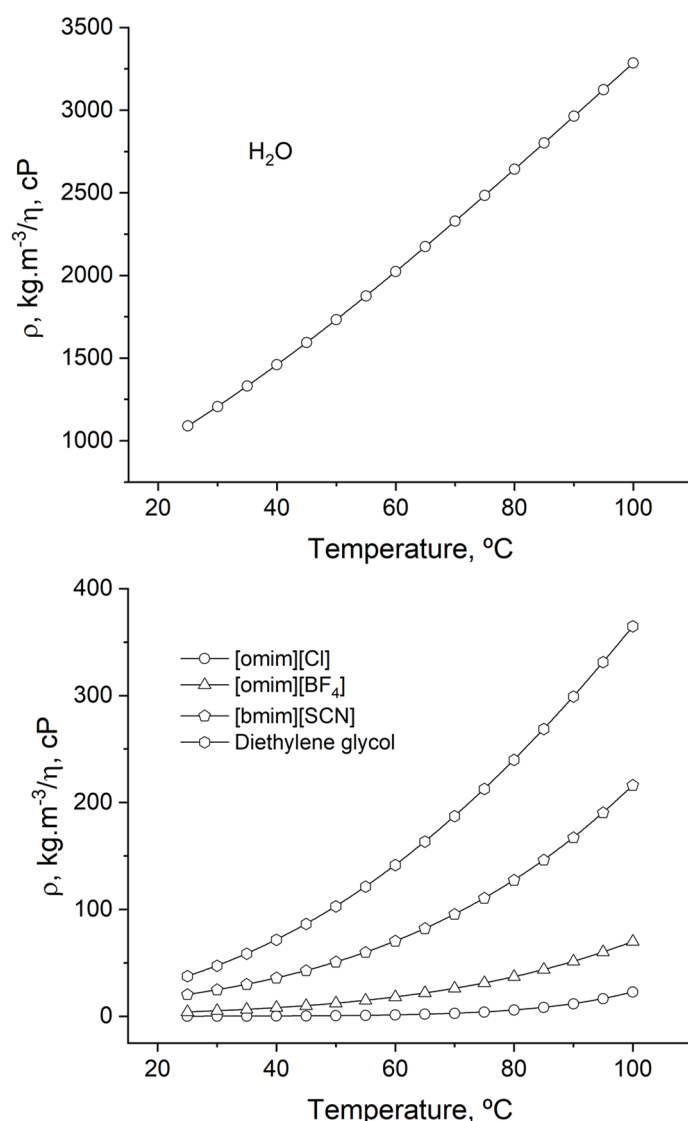 3500
3000
2500
2000
1500
1000
ρ, kg.m⁻³/η, cP
H₂O
20 40 60 80 100
Temperature, ºC
400
300
200
100
0
ρ, kg.m⁻³/η, cP
[omim][Cl]
[omim][BF₄]
[bmim][SCN]
Diethylene glycol
20 40 60 80 100
Temperature, ºC